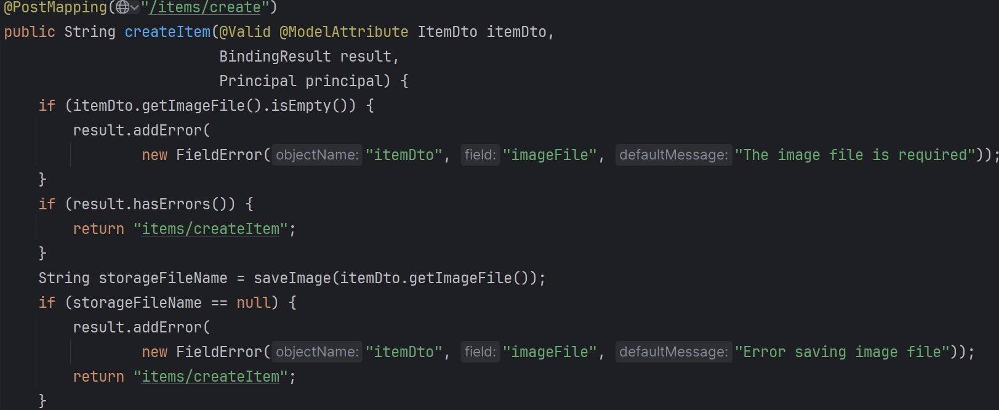 @PostMapping("/items/create")
public String createItem(@Valid @ModelAttribute ItemDto itemDto,
                         BindingResult result,
                         Principal principal) {
    if (itemDto.getImageFile().isEmpty()) {
        result.addError(
                new FieldError( objectName: "itemDto", field: "imageFile", defaultMessage: "The image file is required"));
    }
    if (result.hasErrors()) {
        return "items/createItem";
    }
    String storageFileName = saveImage(itemDto.getImageFile());
    if (storageFileName == null) {
        result.addError(
                new FieldError( objectName: "itemDto", field: "imageFile", defaultMessage: "Error saving image file"));
        return "items/createItem";
    }